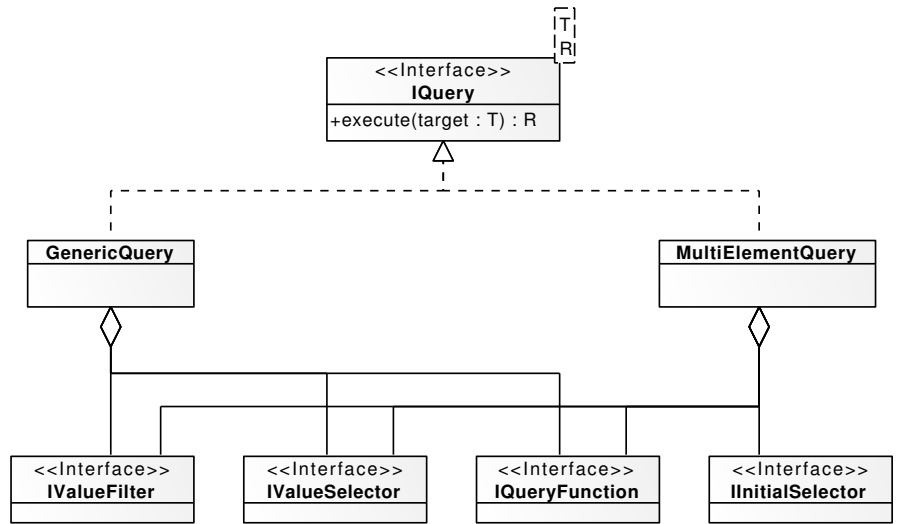 T
R
<<Interface>>
IQuery
+execute(target : T) : R
GenericQuery
MultiElementQuery
<<Interface>>
IValueFilter
<<Interface>>
IValueSelector
<<Interface>>
IQueryFunction
<<Interface>>
IInitialSelector